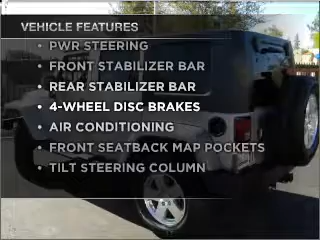 VEHICLE FEATURES
• PWR STEERING
• FRONT STABILIZER BAR
• REAR STABILIZER BAR
• 4-WHEEL DISC BRAKES
• AIR CONDITIONING
• FRONT SEATBACK MAP POCKETS
• TILT STEERING COLUMN